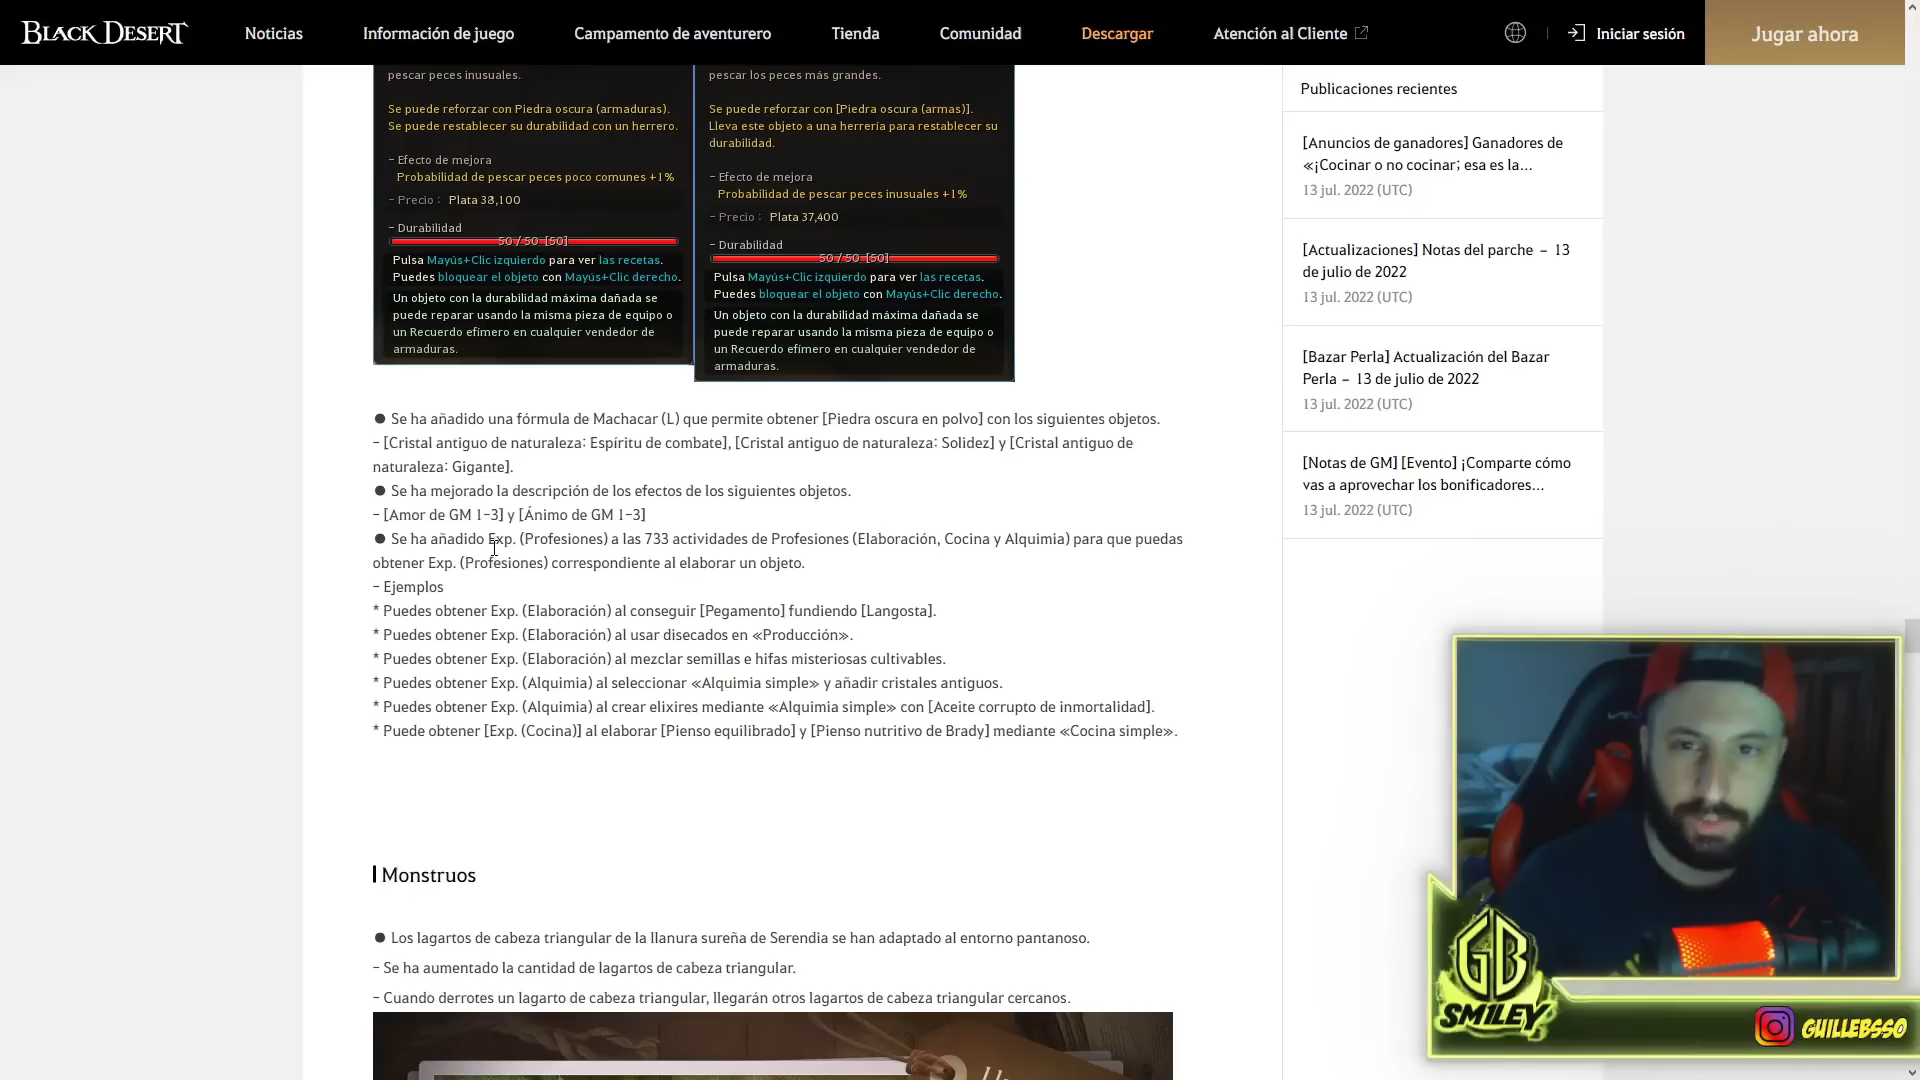 BLACK DESERT
Noticias
Información de juego
Campamento de aventurero
Tienda
Comunidad
Descargar
Atención al Cliente
Iniciar sesión
Jugar ahora
pescar peces inusuales.
Se puede reforzar con Piedra oscura (armaduras).
Se puede restablecer su durabilidad con un herrero.
- Efecto de mejora
Probabilidad de pescar peces poco comunes +1%
- Precio : Plata 38,100
- Durabilidad
50 / 50 [50]
Pulsa Mayús+Clic izquierdo para ver las recetas.
Puedes bloquear el objeto con Mayús+Clic derecho.
Un objeto con la durabilidad máxima dañada se
puede reparar usando la misma pieza de equipo o
un Recuerdo efímero en cualquier vendedor de
armaduras.
pescar los peces más grandes.
Se puede reforzar con [Piedra oscura (armas)].
Lleva este objeto a una herrería para restablecer su
durabilidad.
- Efecto de mejora
Probabilidad de pescar peces inusuales +1%
- Precio : Plata 37,400
- Durabilidad
50 / 50 [50]
Pulsa Mayús+Clic izquierdo para ver las recetas.
Puedes bloquear el objeto con Mayús+Clic derecho.
Un objeto con la durabilidad máxima dañada se
puede reparar usando la misma pieza de equipo o
un Recuerdo efímero en cualquier vendedor de
armaduras.
● Se ha añadido una fórmula de Machacar (L) que permite obtener [Piedra oscura en polvo] con los siguientes objetos.
- [Cristal antiguo de naturaleza: Espíritu de combate], [Cristal antiguo de naturaleza: Solidez] y [Cristal antiguo de
naturaleza: Gigante].
● Se ha mejorado la descripción de los efectos de los siguientes objetos.
- [Amor de GM 1-3] y [Ánimo de GM 1-3]
● Se ha añadido Exp. (Profesiones) a las 733 actividades de Profesiones (Elaboración, Cocina y Alquimia) para que puedas
obtener Exp. (Profesiones) correspondiente al elaborar un objeto.
- Ejemplos
* Puedes obtener Exp. (Elaboración) al conseguir [Pegamento] fundiendo [Langosta].
* Puedes obtener Exp. (Elaboración) al usar disecados en «Producción».
* Puedes obtener Exp. (Elaboración) al mezclar semillas e hifas misteriosas cultivables.
* Puedes obtener Exp. (Alquimia) al seleccionar «Alquimia simple» y añadir cristales antiguos.
* Puedes obtener Exp. (Alquimia) al crear elixires mediante «Alquimia simple» con [Aceite corrupto de inmortalidad].
* Puede obtener [Exp. (Cocina)] al elaborar [Pienso equilibrado] y [Pienso nutritivo de Brady] mediante «Cocina simple».
Monstruos
● Los lagartos de cabeza triangular de la llanura sureña de Serendia se han adaptado al entorno pantanoso.
- Se ha aumentado la cantidad de lagartos de cabeza triangular.
- Cuando derrotes un lagarto de cabeza triangular, llegarán otros lagartos de cabeza triangular cercanos.
Publicaciones recientes
[Anuncios de ganadores] Ganadores de
«¡Cocinar o no cocinar; esa es la...
13 jul. 2022 (UTC)
[Actualizaciones] Notas del parche – 13
de julio de 2022
13 jul. 2022 (UTC)
[Bazar Perla] Actualización del Bazar
Perla – 13 de julio de 2022
13 jul. 2022 (UTC)
[Notas de GM] [Evento] ¡Comparte cómo
vas a aprovechar los bonificadores...
13 jul. 2022 (UTC)
GB
SMILEY
GUILLEBSSO